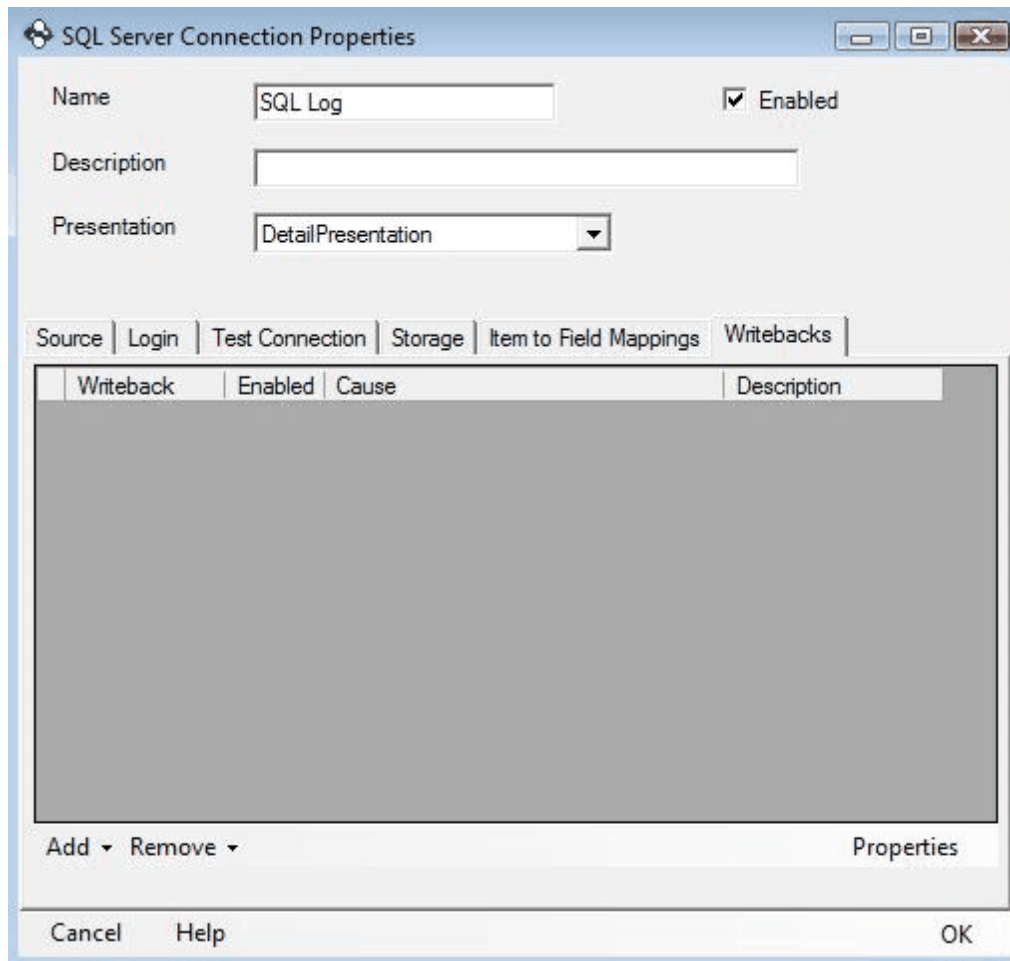 SQL Server Connection Properties
Name SQL Log Enabled
Description
Presentation DetailPresentation
Source Login Test Connection Storage Item to Field Mappings Writebacks
Writeback Enabled Cause Description
Add Remove Properties
Cancel Help OK